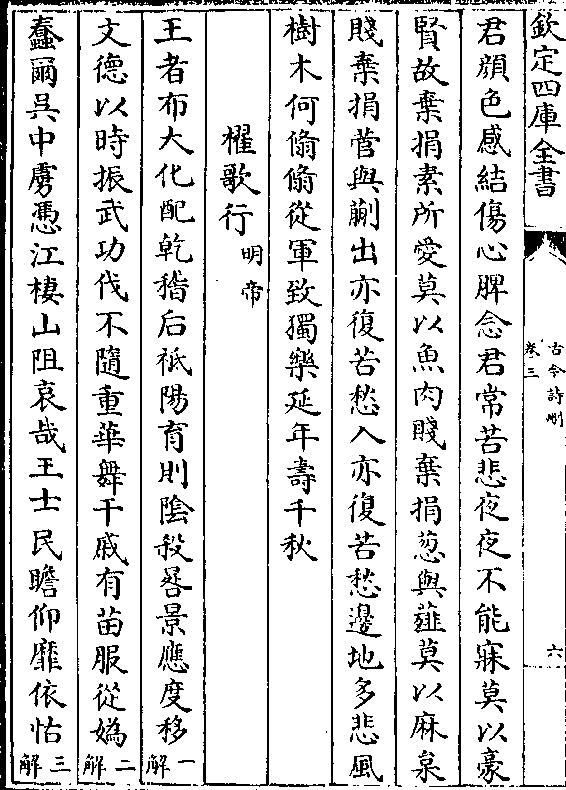 欽定四庫全書
古今詩刪
卷三
六
君顔色感結傷心脾念君常苦悲夜夜不能寐莫以豪
賢故棄捐素所愛莫以魚肉賤棄捐葱與薤莫以麻枲
賤棄捐菅與蒯出亦復苦愁入亦復苦愁邊地多悲風
樹木何翛翛從軍致獨樂延年壽千秋
櫂歌行明帝
王者布大化配乾稽后祗陽育則陰殺晷景應度移一解
文德以時振武功伐不隨重華舞干戚有苗服從媯二解
蠢爾吳中虜憑江棲山阻哀哉王士民瞻仰靡依怙三解